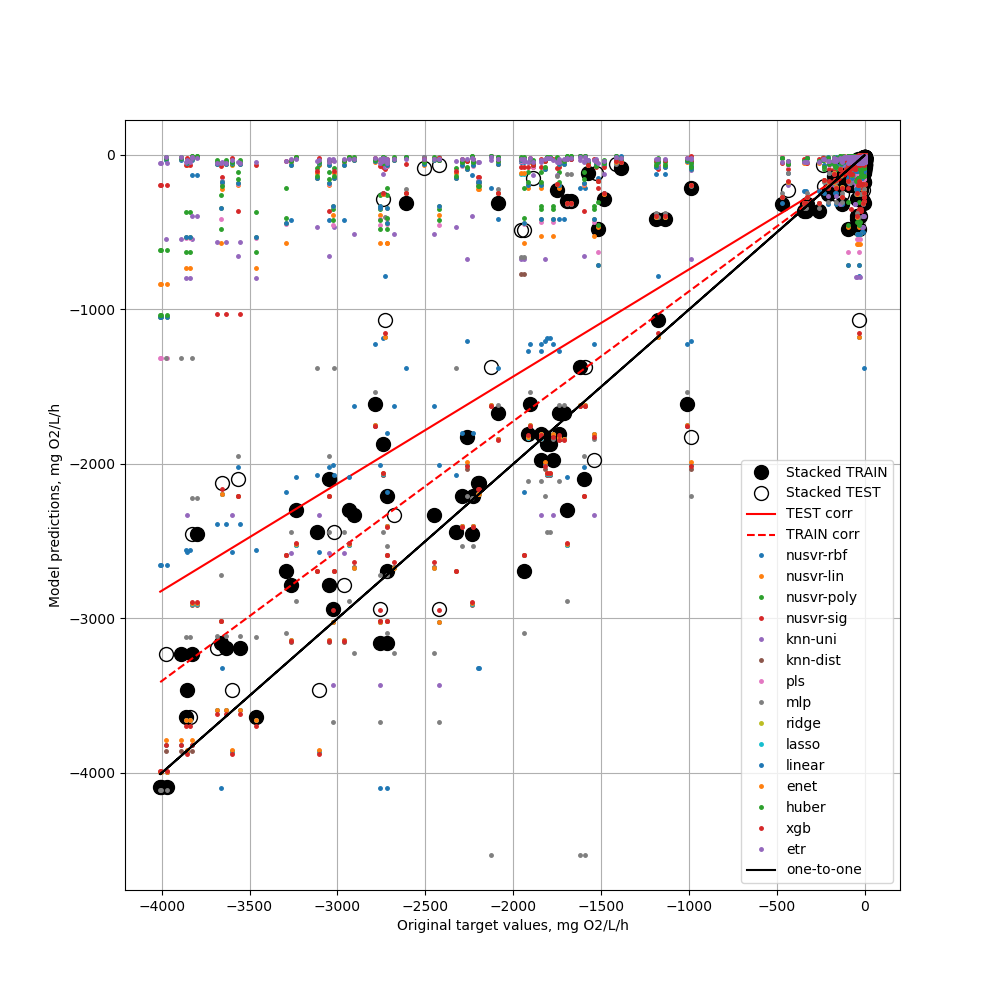 0
−1000
−2000
−3000
−4000
Model predictions, mg O2/L/h
−4000
−3500
−3000
−2500
−2000
−1500
−1000
−500
0
Original target values, mg O2/L/h
Stacked TRAIN
Stacked TEST
TEST corr
TRAIN corr
nusvr-rbf
nusvr-lin
nusvr-poly
nusvr-sig
knn-uni
knn-dist
pls
mlp
ridge
lasso
linear
enet
huber
xgb
etr
one-to-one